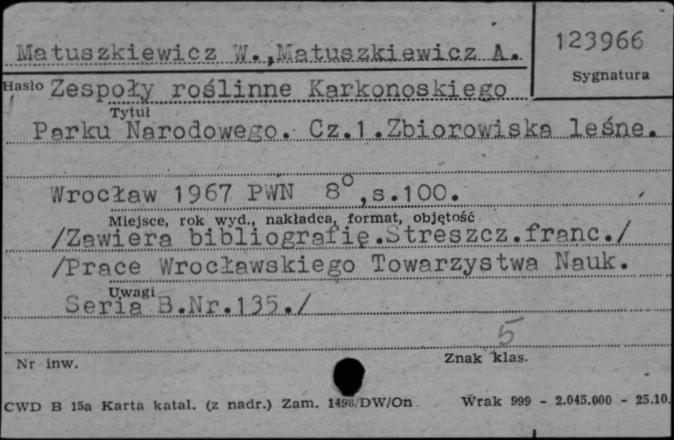 Matuszkiewicz W.,Matuszkiewicz A.
123966
Sygnatura
Hasło Zespoły roślinne Karkonoskiego
Tytuł
Parku Narodowego. Cz.1.Zbiorowiska leśne.
Wrocław 1967 PWN 8°,s.100.
Miejsce, rok wyd., nakładca, format, objętość
/Zawiera bibliografię.Streszcz.franc./
/Prace Wrocławskiego Towarzystwa Nauk.
Uwagi
Seria B.Nr.135./
5
Nr inw.
Znak klas.
CWD B 15a Karta katal. (z nadr.) Zam. 1498/DW/On Wrak 999 - 2.045.000 - 25.10.